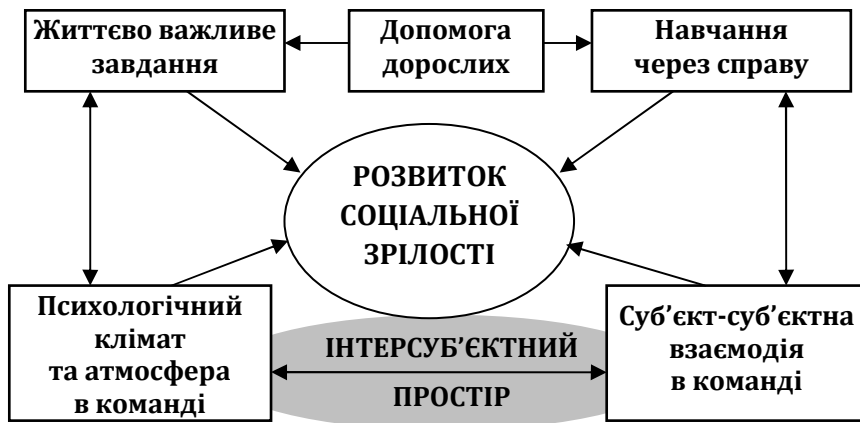 Життєво важливе
завдання
Допомога
дорослих
Навчання
через справу
РОЗВИТОК
СОЦІАЛЬНОЇ
ЗРІЛОСТІ
Психологічний
клімат
та атмосфера
в команді
ІНТЕРСУБ’ЄКТНИЙ
ПРОСТІР
Суб’єкт-суб’єктна
взаємодія
в команді